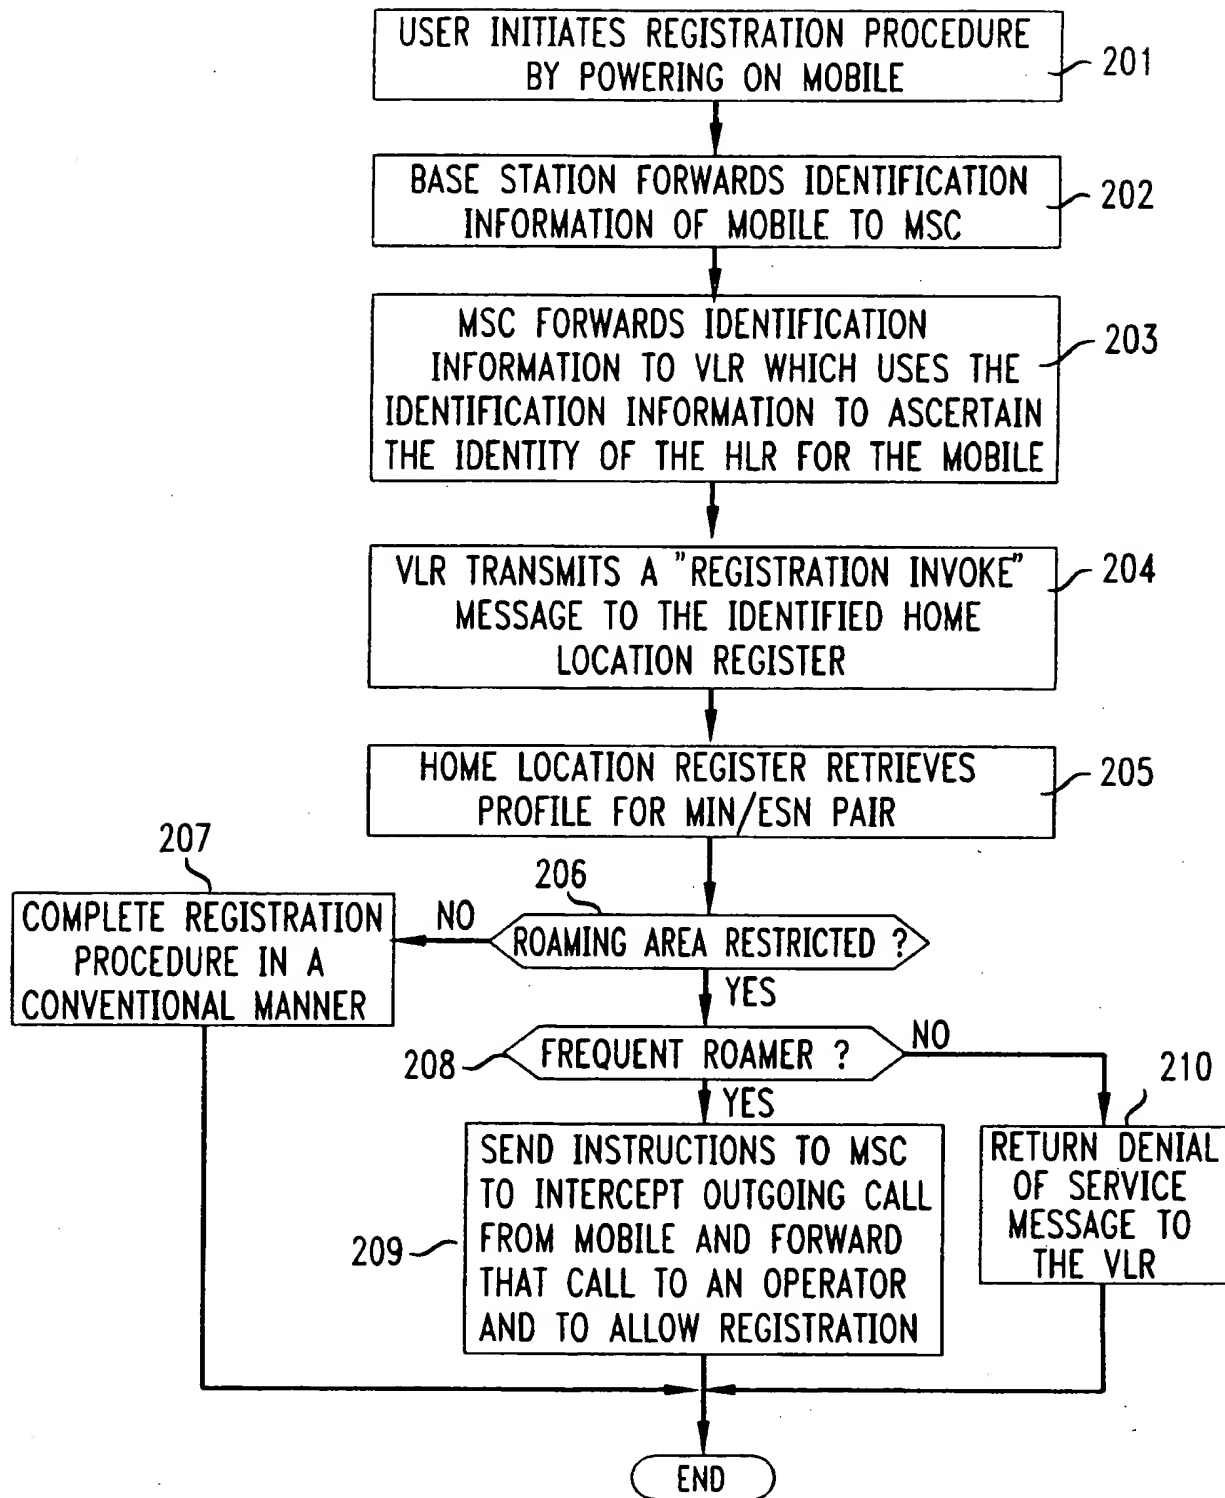 USER INITIATES REGISTRATION PROCEDURE
BY POWERING ON MOBILE
201
BASE STATION FORWARDS IDENTIFICATION
INFORMATION OF MOBILE TO MSC
202
MSC FORWARDS IDENTIFICATION
INFORMATION TO VLR WHICH USES THE
IDENTIFICATION INFORMATION TO ASCERTAIN
THE IDENTITY OF THE HLR FOR THE MOBILE
203
VLR TRANSMITS A "REGISTRATION INVOKE"
MESSAGE TO THE IDENTIFIED HOME
LOCATION REGISTER
204
HOME LOCATION REGISTER RETRIEVES
PROFILE FOR MIN/ESN PAIR
205
206
ROAMING AREA RESTRICTED ?
NO
207
COMPLETE REGISTRATION
PROCEDURE IN A
CONVENTIONAL MANNER
YES
208
FREQUENT ROAMER ?
NO
YES
209
SEND INSTRUCTIONS TO MSC
TO INTERCEPT OUTGOING CALL
FROM MOBILE AND FORWARD
THAT CALL TO AN OPERATOR
AND TO ALLOW REGISTRATION
210
RETURN DENIAL
OF SERVICE
MESSAGE TO
THE VLR
END